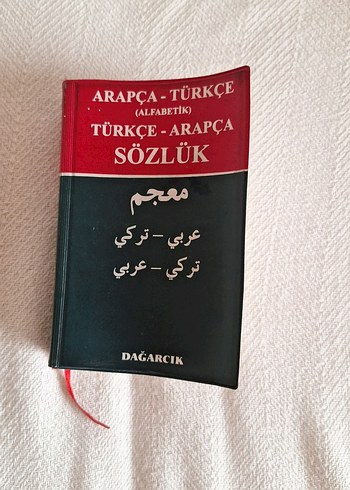 ARAPÇA - TÜRKÇE
(ALFABETİK)
TÜRKÇE - ARAPÇA
SÖZLÜK
معجم
عربي – تركي
تركي – عربي
DAĞARCIK